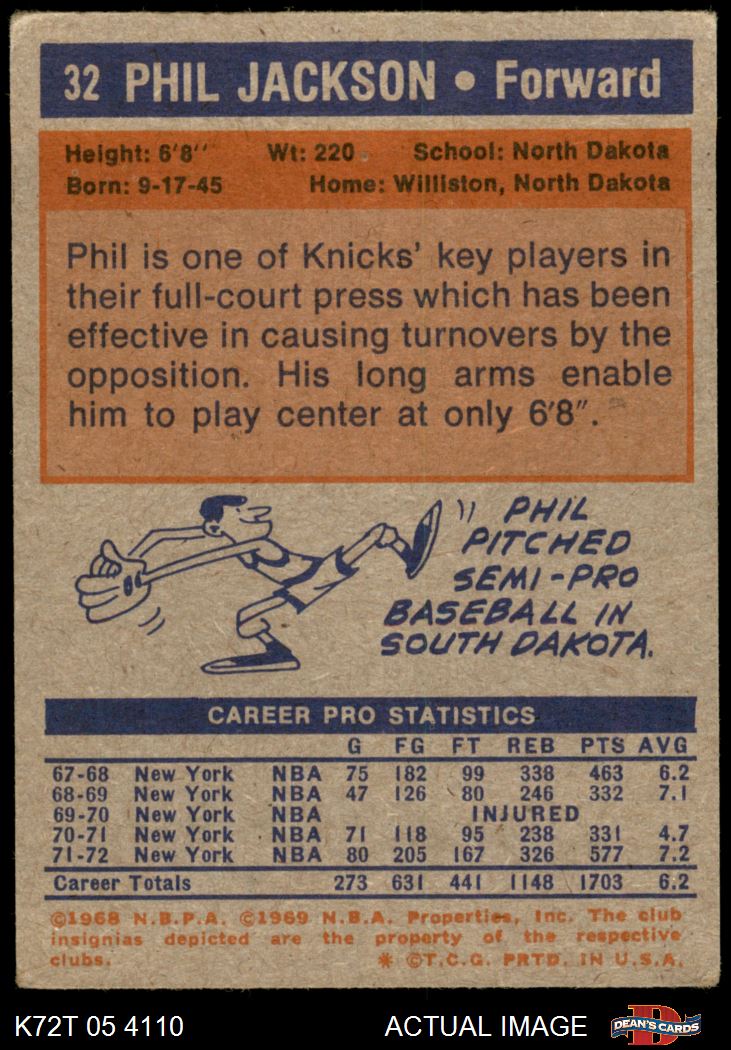 32 PHIL JACKSON • Forward
Height: 6'8'' Wt: 220 School: North Dakota
Born: 9-17-45 Home: Williston, North Dakota
Phil is one of Knicks' key players in
their full-court press which has been
effective in causing turnovers by the
opposition. His long arms enable
him to play center at only 6'8".
PHIL
PITCHED
SEMI-PRO
BASEBALL IN
SOUTH DAKOTA.
CAREER PRO STATISTICS
G FG FT REB PTS AVG
67-68 New York NBA 75 182 99 338 463 6.2
68-69 New York NBA 47 126 80 246 332 7.1
69-70 New York NBA INJURED
70-71 New York NBA 71 118 95 238 331 4.7
71-72 New York NBA 80 205 167 326 577 7.2
Career Totals 273 631 441 1148 1703 6.2
©1968 N.B.P.A. ©1969 N.B.A. Properties, Inc. The club
insignias depicted are the property of the respective
clubs. * ©T.C.G. PRTD. IN U.S.A.
K72T 05 4110 ACTUAL IMAGE D DEAN'S CARDS